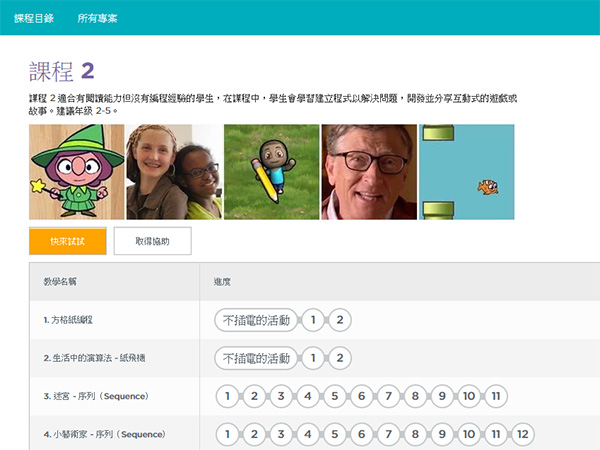 課程目錄 所有專案
課程 2
課程 2 適合有閱讀能力但沒有編程經驗的學生，在課程中，學生會學習建立程式以解決問題，開發並分享互動式的遊戲或
故事。建議年級 2-5。
快來試試 取得協助
教學名稱 進度
1. 方格紙編程 不插電的活動 1 2
2. 生活中的演算法 - 紙飛機 不插電的活動 1 2
3. 迷宮 - 序列（Sequence） 1 2 3 4 5 6 7 8 9 10 11
4. 小藝術家 - 序列（Sequence） 1 2 3 4 5 6 7 8 9 10 11 12